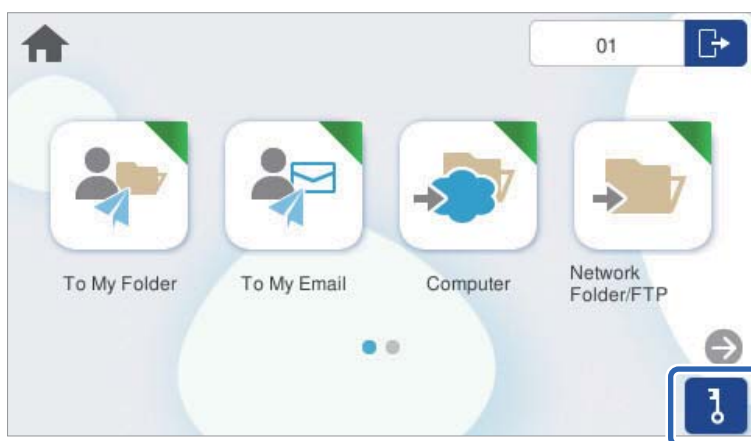 01
To My Folder
To My Email
Computer
Network
Folder/FTP